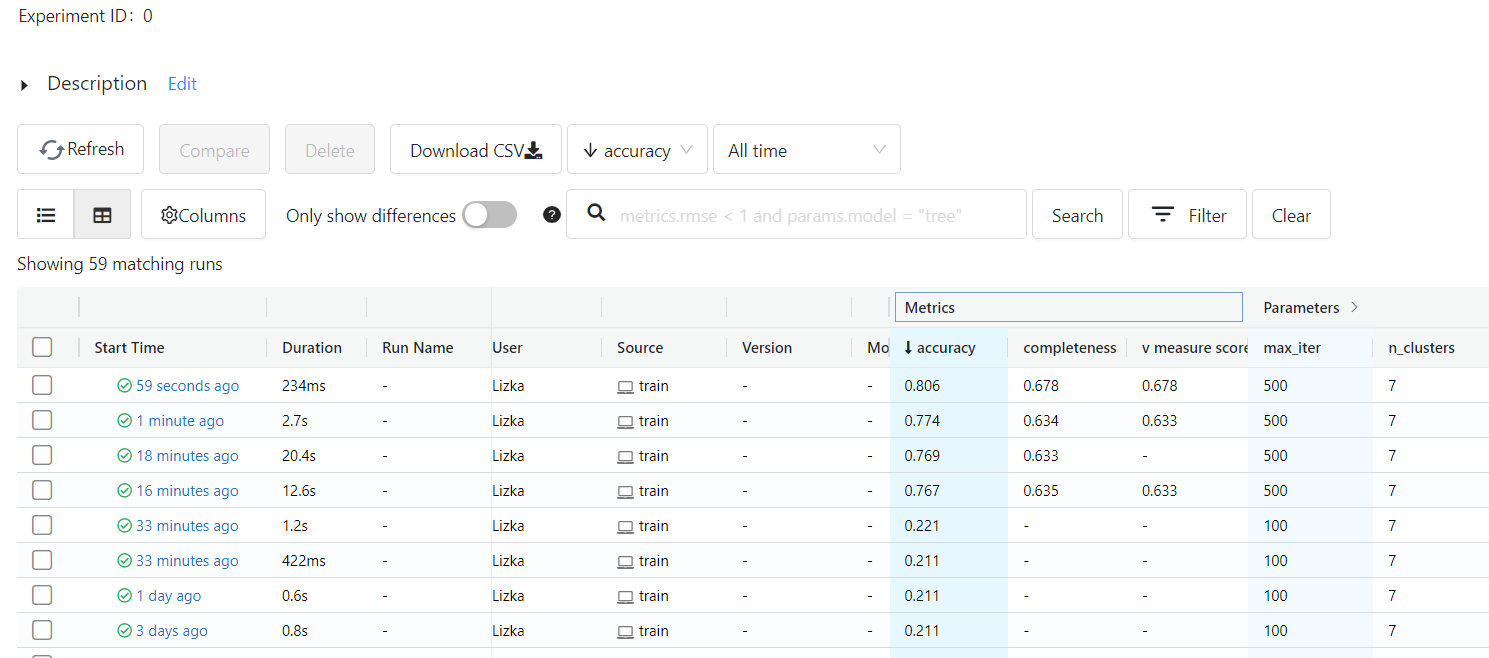 Experiment ID: 0
Description Edit
Refresh Compare Delete Download CSV accuracy All time
Columns Only show differences ? metrics.rmse < 1 and params.model = "tree" Search Filter Clear
Showing 59 matching runs
Metrics Parameters
Start Time Duration Run Name User Source Version Mo accuracy completeness v measure score max_iter n_clusters
59 seconds ago 234ms - Lizka train - - 0.806 0.678 0.678 500 7
1 minute ago 2.7s - Lizka train - - 0.774 0.634 0.633 500 7
18 minutes ago 20.4s - Lizka train - - 0.769 0.633 - 500 7
16 minutes ago 12.6s - Lizka train - - 0.767 0.635 0.633 500 7
33 minutes ago 1.2s - Lizka train - - 0.221 - - 100 7
33 minutes ago 422ms - Lizka train - - 0.211 - - 100 7
1 day ago 0.6s - Lizka train - - 0.211 - - 100 7
3 days ago 0.8s - Lizka train - - 0.211 - - 100 7